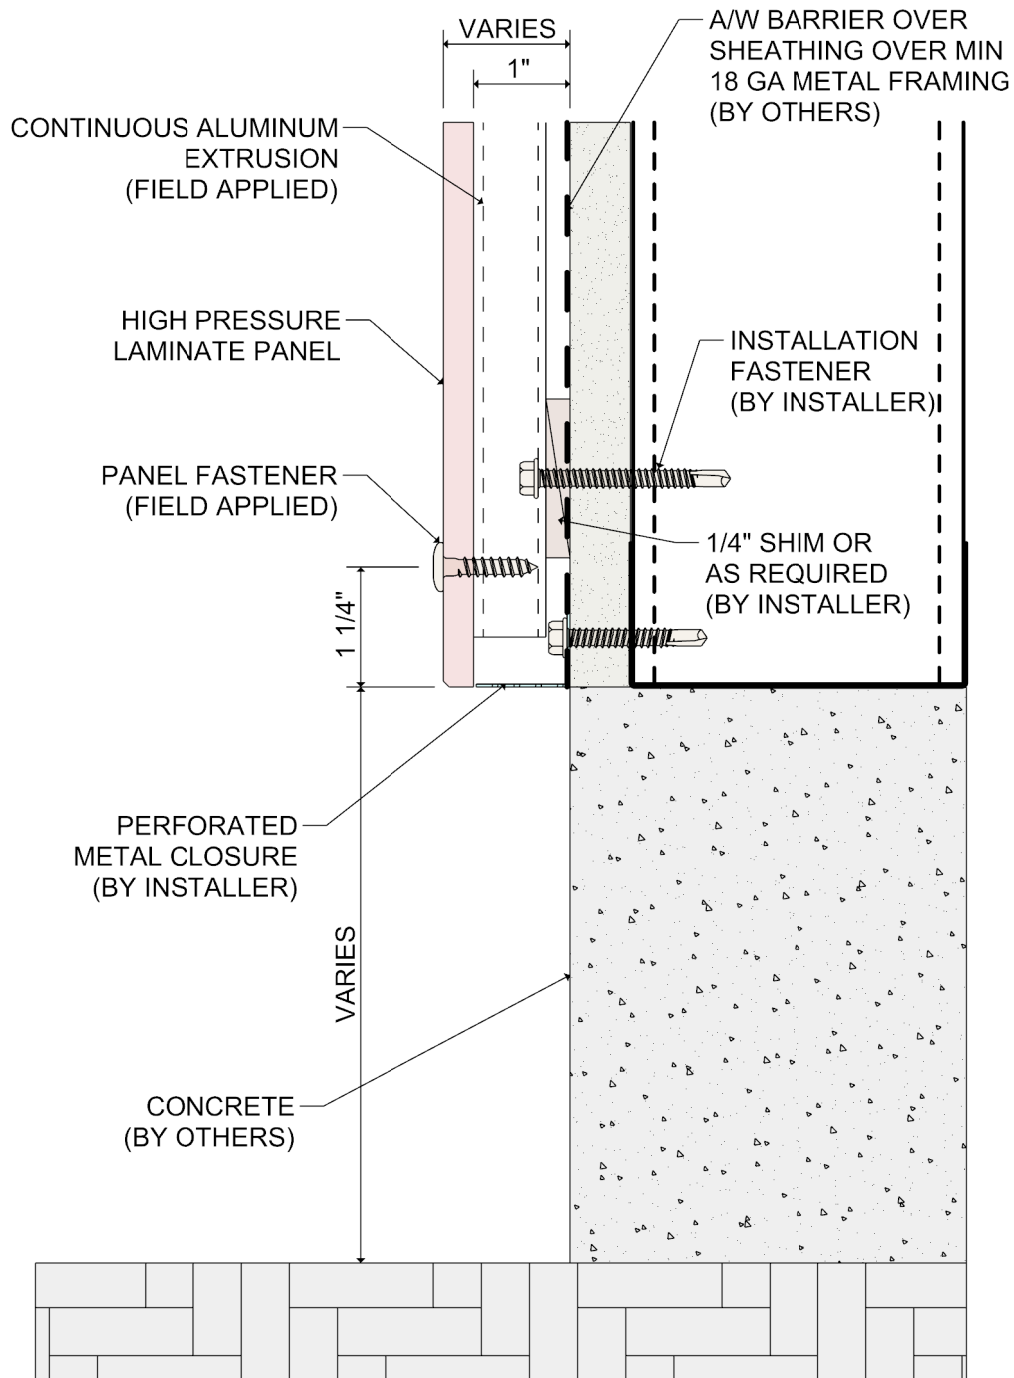 VARIES
1"
A/W BARRIER OVER
SHEATHING OVER MIN
18 GA METAL FRAMING
(BY OTHERS)
CONTINUOUS ALUMINUM
EXTRUSION
(FIELD APPLIED)
HIGH PRESSURE
LAMINATE PANEL
INSTALLATION
FASTENER
(BY INSTALLER)
PANEL FASTENER
(FIELD APPLIED)
1/4" SHIM OR
AS REQUIRED
(BY INSTALLER)
1 1/4"
PERFORATED
METAL CLOSURE
(BY INSTALLER)
VARIES
CONCRETE
(BY OTHERS)